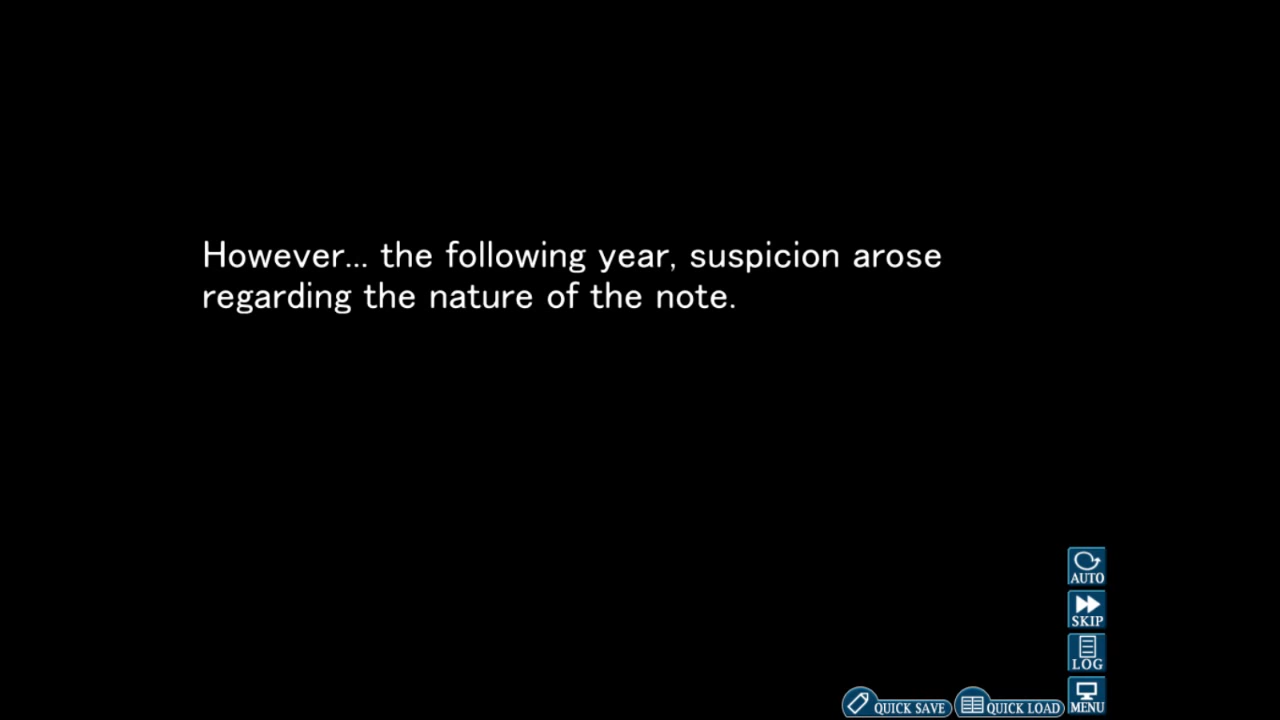 However... the following year, suspicion arose
regarding the nature of the note.
AUTO
SKIP
LOG
QUICK SAVE
QUICK LOAD
MENU